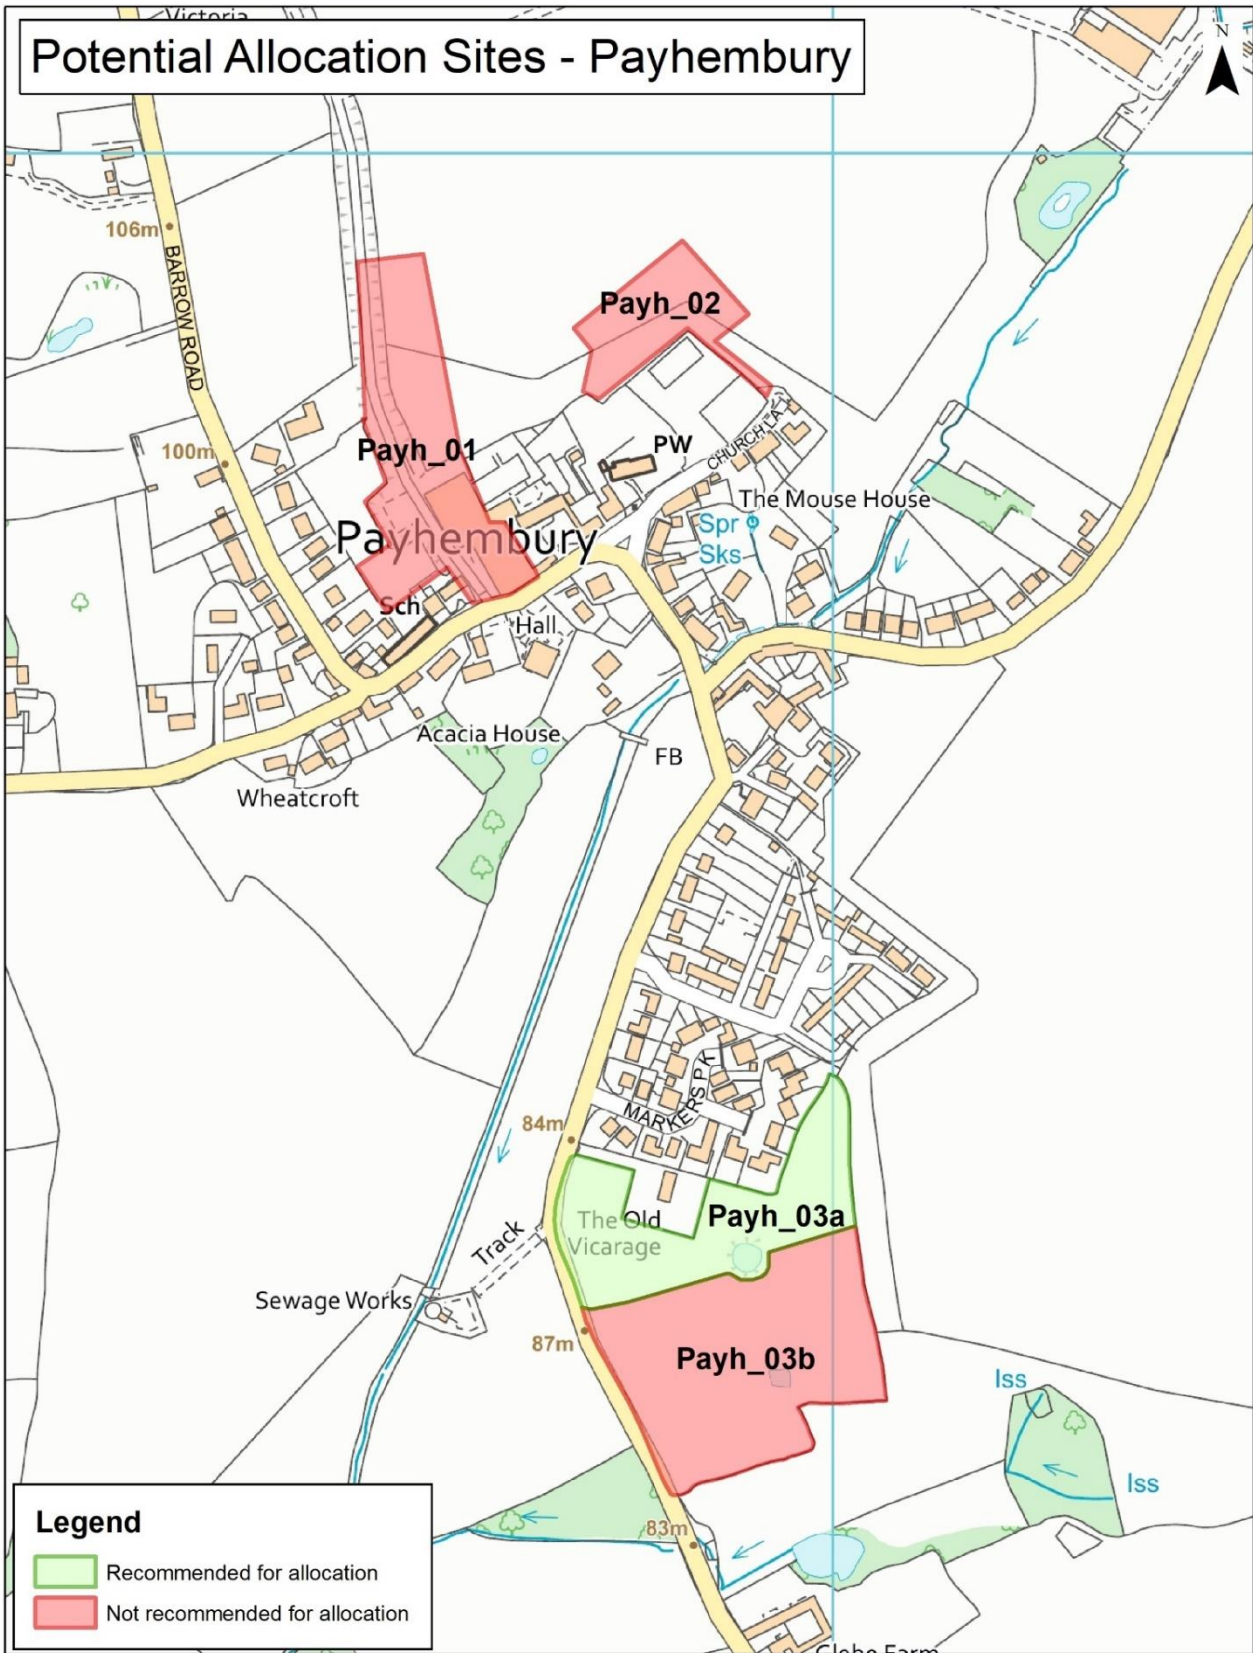 Victoria
Potential Allocation Sites - Payhembury
N
106m
BARROW ROAD
Payh_02
100m
Payh_01
PW
CHURCH LA
The Mouse House
Payhembury
Spr
Sks
Sch
Hall
Acacia House
FB
Wheatcroft
MARKERS PK
84m
The Old
Vicarage
Payh_03a
Track
Sewage Works
87m
Payh_03b
Iss
Iss
83m
Legend
Recommended for allocation
Not recommended for allocation
Glebe Farm